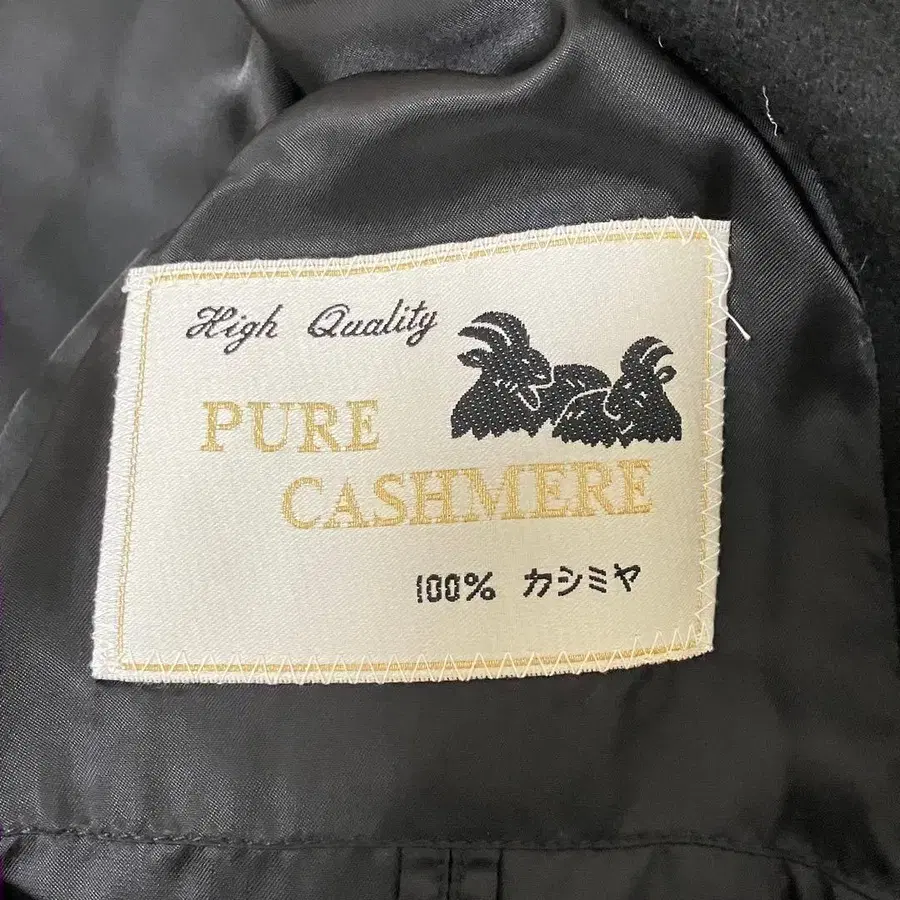 High Quality
PURE
CASHMERE
100% カシミヤ